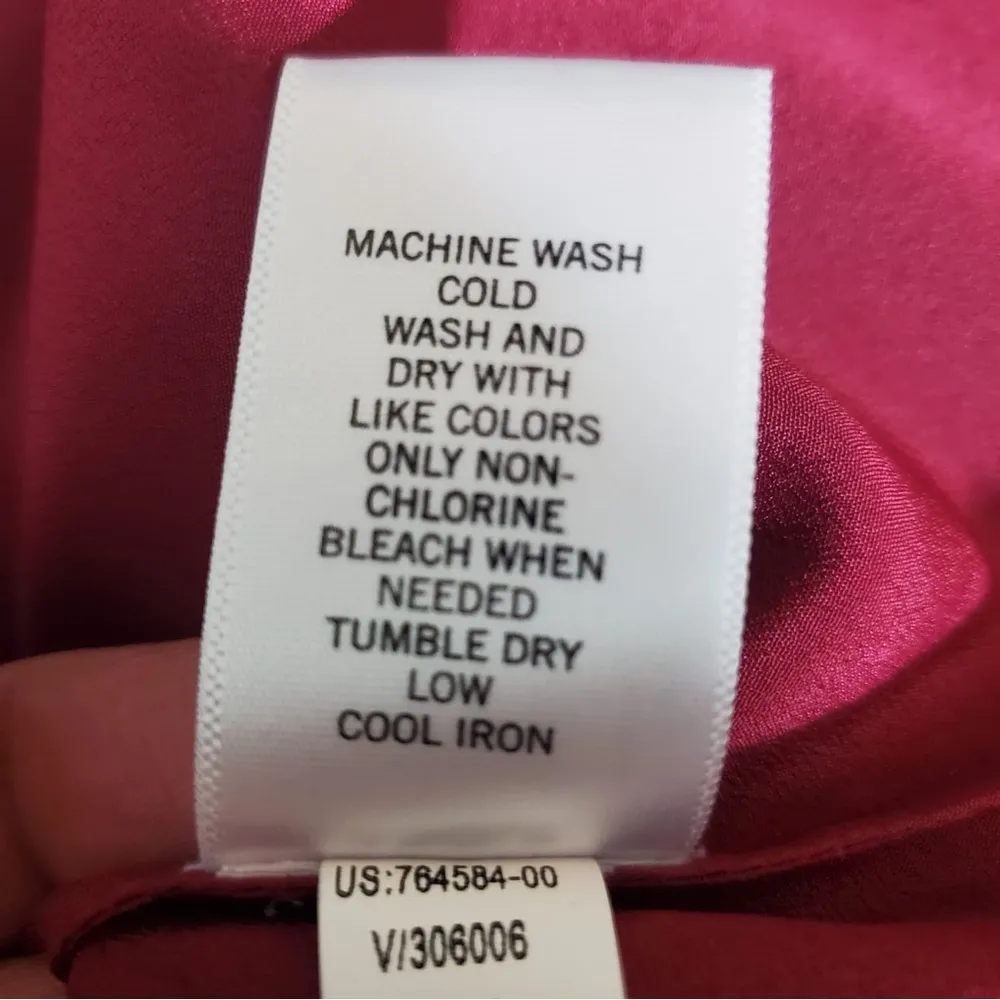 MACHINE WASH
COLD
WASH AND
DRY WITH
LIKE COLORS
ONLY NON-
CHLORINE
BLEACH WHEN
NEEDED
TUMBLE DRY
LOW
COOL IRON
US:764584-00
V/306006